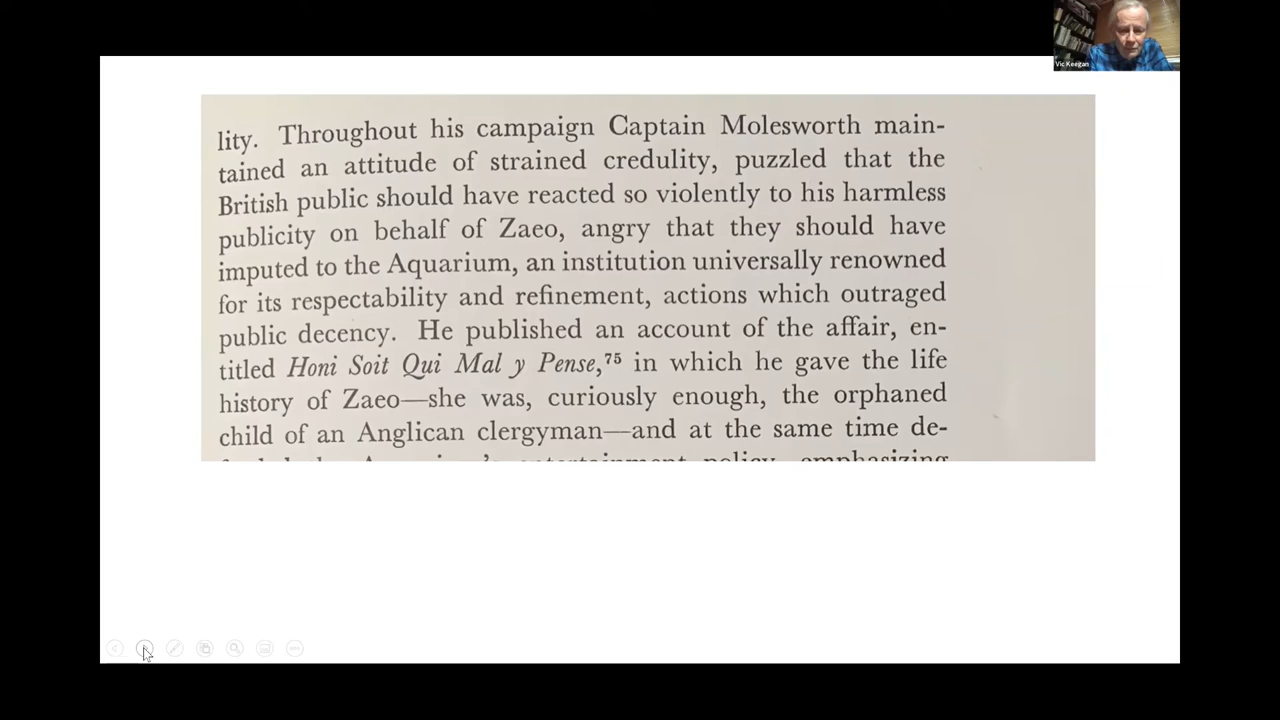 Vic Keegan
lity. Throughout his campaign Captain Molesworth main-
tained an attitude of strained credulity, puzzled that the
British public should have reacted so violently to his harmless
publicity on behalf of Zaeo, angry that they should have
imputed to the Aquarium, an institution universally renowned
for its respectability and refinement, actions which outraged
public decency. He published an account of the affair, en-
titled Honi Soit Qui Mal y Pense,⁷⁵ in which he gave the life
history of Zaeo—she was, curiously enough, the orphaned
child of an Anglican clergyman—and at the same time de-
entertainment policy, emphasizing